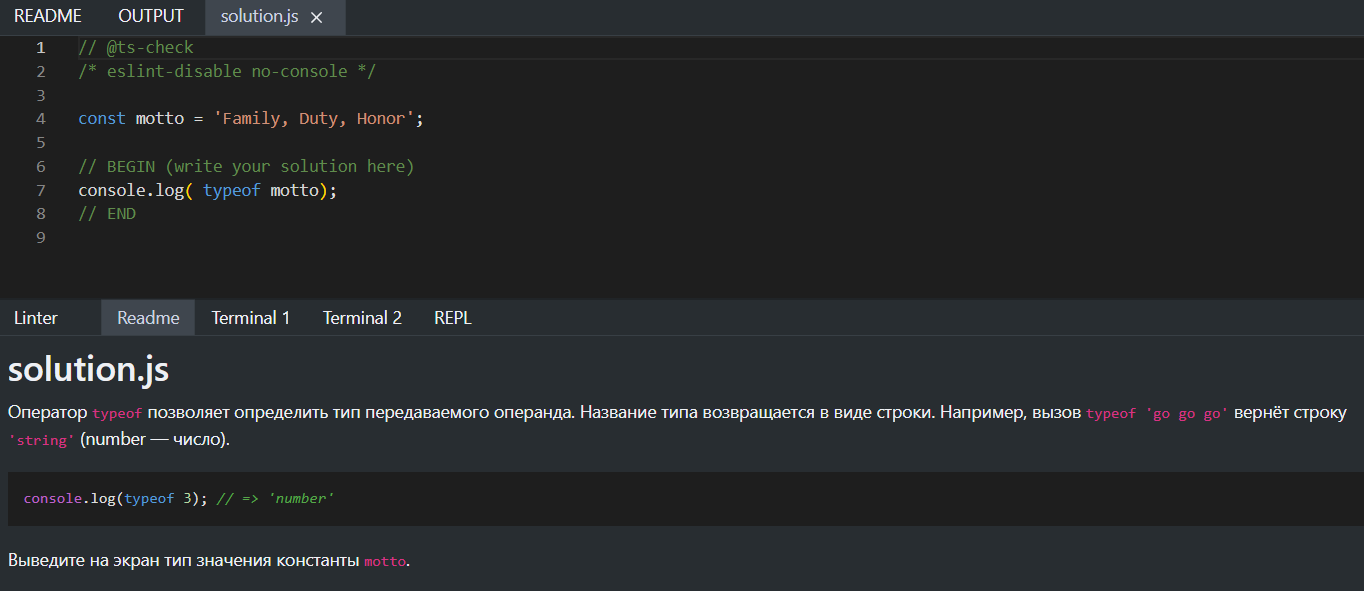 README OUTPUT solution.js ×
1 // @ts-check
2 /* eslint-disable no-console */
3
4 const motto = 'Family, Duty, Honor';
5
6 // BEGIN (write your solution here)
7 console.log( typeof motto);
8 // END
9
Linter Readme Terminal 1 Terminal 2 REPL
solution.js
Оператор typeof позволяет определить тип передаваемого операнда. Название типа возвращается в виде строки. Например, вызов typeof 'go go go' вернёт строку
'string' (number — число).
console.log(typeof 3); // => 'number'
Выведите на экран тип значения константы motto.